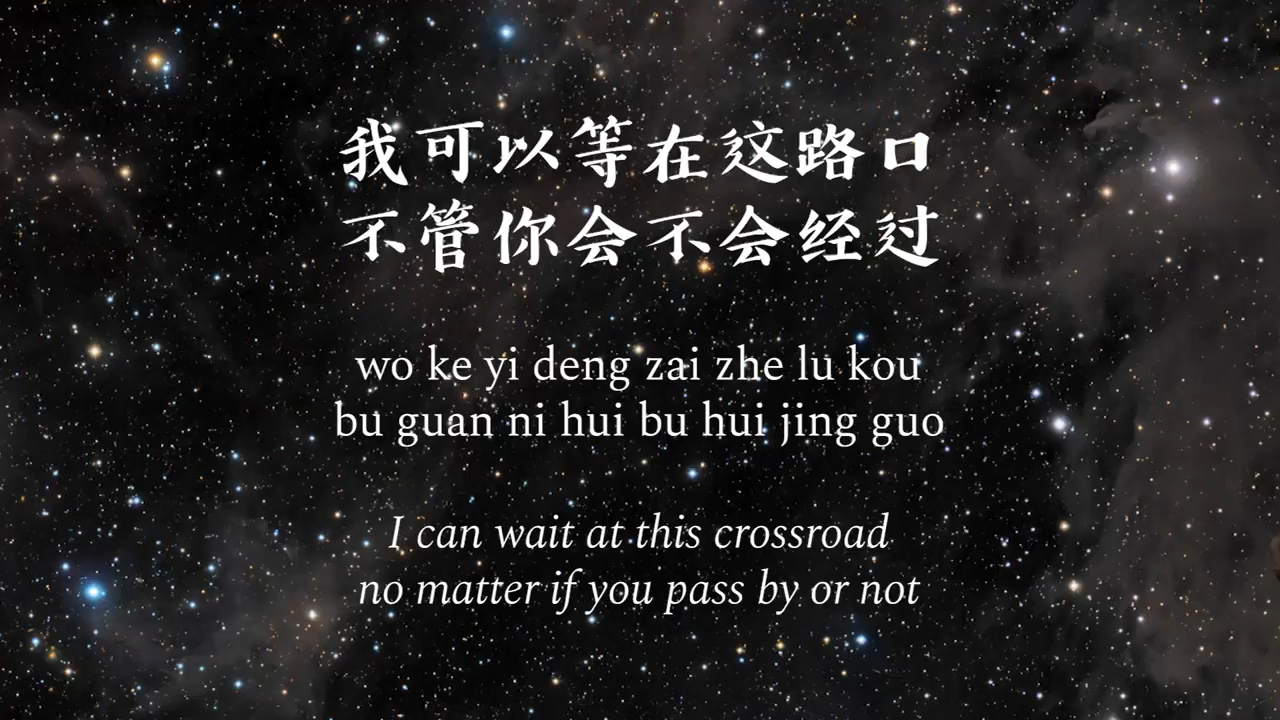 我可以等在这路口
不管你会不会经过
wo ke yi deng zai zhe lu kou
bu guan ni hui bu hui jing guo
I can wait at this crossroad
no matter if you pass by or not